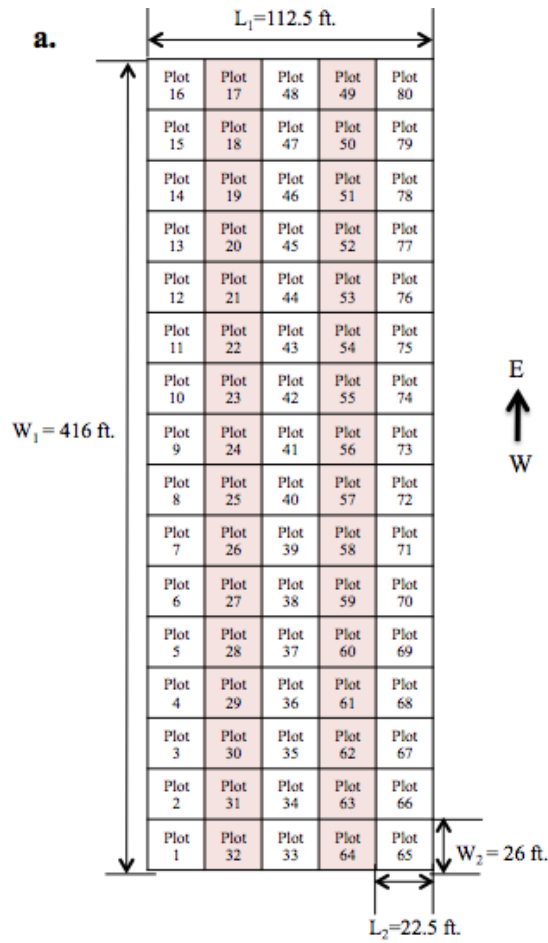 L₁=112.5 ft.
a.
Plot Plot Plot Plot Plot
16 17 48 49 80
Plot Plot Plot Plot Plot
15 18 47 50 79
Plot Plot Plot Plot Plot
14 19 46 51 78
Plot Plot Plot Plot Plot
13 20 45 52 77
Plot Plot Plot Plot Plot
12 21 44 53 76
Plot Plot Plot Plot Plot
11 22 43 54 75
Plot Plot Plot Plot Plot
10 23 42 55 74
E
W₁ = 416 ft.
Plot Plot Plot Plot Plot
9 24 41 56 73
W
Plot Plot Plot Plot Plot
8 25 40 57 72
Plot Plot Plot Plot Plot
7 26 39 58 71
Plot Plot Plot Plot Plot
6 27 38 59 70
Plot Plot Plot Plot Plot
5 28 37 60 69
Plot Plot Plot Plot Plot
4 29 36 61 68
Plot Plot Plot Plot Plot
3 30 35 62 67
Plot Plot Plot Plot Plot
2 31 34 63 66
Plot Plot Plot Plot Plot
1 32 33 64 65
W₂ = 26 ft.
L₂=22.5 ft.